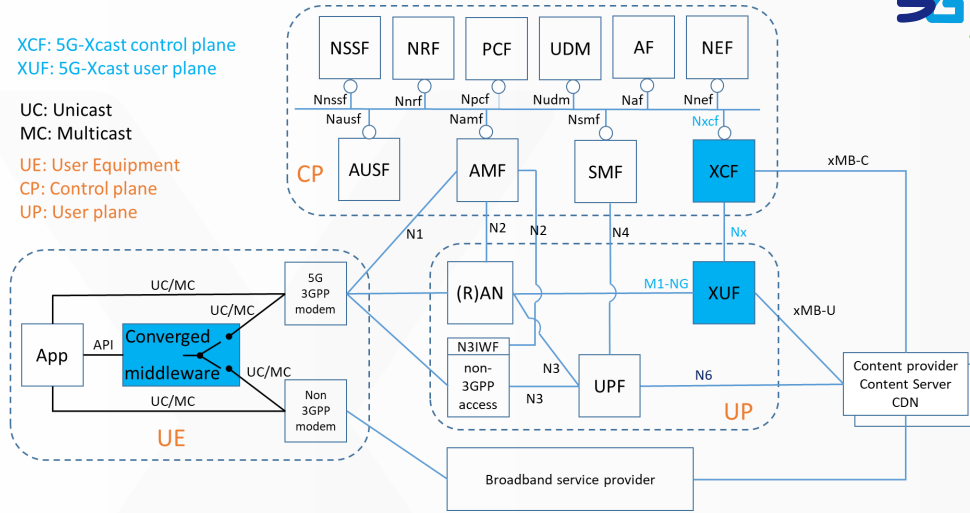 5G
XCF: 5G-Xcast control plane
XUF: 5G-Xcast user plane
UC: Unicast
MC: Multicast
UE: User Equipment
CP: Control plane
UP: User plane
NSSF
NRF
PCF
UDM
AF
NEF
Nnssf
Nnrf
Npcf
Nudm
Naf
Nnef
Nausf
Namf
Nsmf
Nxcf
CP
AUSF
AMF
SMF
XCF
xMB-C
N1
N2
N2
N4
Nx
5G
3GPP
modem
UC/MC
UC/MC
(R)AN
M1-NG
XUF
xMB-U
App
API
Converged
middleware
UC/MC
UC/MC
Non
3GPP
modem
UE
N3IWF
non-
3GPP
access
N3
N3
UPF
N6
UP
Content provider
Content Server
CDN
Broadband service provider